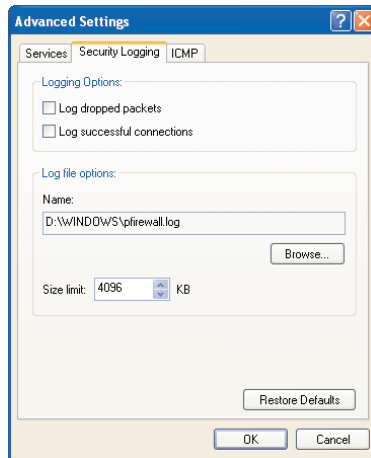 Advanced Settings
Services Security Logging ICMP
Logging Options:
Log dropped packets
Log successful connections
Log file options:
Name:
D:\WINDOWS\pfirewall.log
Browse...
Size limit: 4096 KB
Restore Defaults
OK Cancel